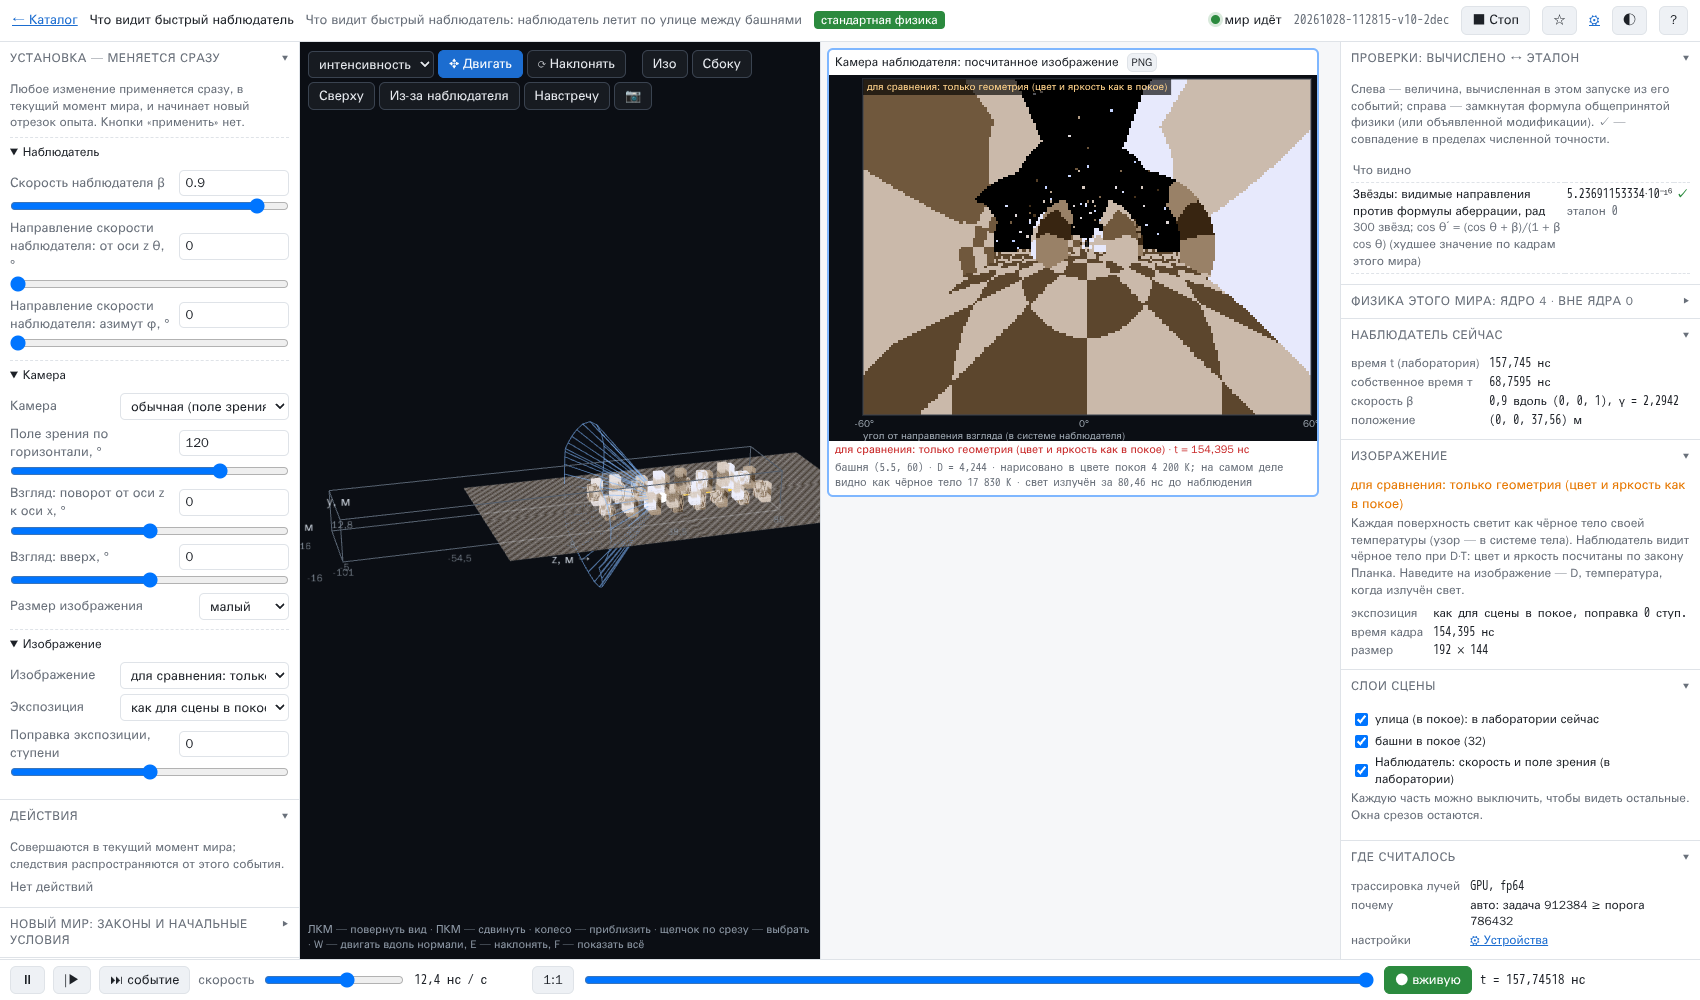 ← Каталог Что видит быстрый наблюдатель Что видит быстрый наблюдатель: наблюдатель летит по улице между башнями стандартная физика
мир идёт 20261028-112815-v10-2dec ■ Стоп ☆ ⚙ ?
УСТАНОВКА — МЕНЯЕТСЯ СРАЗУ
Любое изменение применяется сразу, в
текущий момент мира, и начинает новый
отрезок опыта. Кнопки «применить» нет.
Наблюдатель
Скорость наблюдателя β 0.9
Направление скорости
наблюдателя: от оси z θ, 0
°
Направление скорости
наблюдателя: азимут φ, ° 0
Камера
Камера обычная (поле зрения
Поле зрения по
горизонтали, ° 120
Взгляд: поворот от оси z
к оси x, ° 0
Взгляд: вверх, ° 0
Размер изображения малый
Изображение
Изображение для сравнения: только
Экспозиция как для сцены в покое
Поправка экспозиции,
ступени 0
ДЕЙСТВИЯ
Совершаются в текущий момент мира;
следствия распространяются от этого события.
Нет действий
НОВЫЙ МИР: ЗАКОНЫ И НАЧАЛЬНЫЕ
УСЛОВИЯ
интенсивность Двигать Наклонять Изо Сбоку
Сверху Из-за наблюдателя Навстречу
y, м
м
12,8
16
-5
-16 -101
-54,5
z, м →
ЛКМ — повернуть вид · ПКМ — сдвинуть · колесо — приблизить · щелчок по срезу — выбрать
· W — двигать вдоль нормали, E — наклонять, F — показать всё
Камера наблюдателя: посчитанное изображение PNG
для сравнения: только геометрия (цвет и яркость как в покое)
-60° 0° 60°
угол от направления взгляда (в системе наблюдателя)
для сравнения: только геометрия (цвет и яркость как в покое) · t = 154,395 нс
башня (5.5, 60) · D = 4,244 · нарисовано в цвете покоя 4 200 K; на самом деле
видно как чёрное тело 17 830 K · свет излучён за 80,46 нс до наблюдения
ПРОВЕРКИ: ВЫЧИСЛЕНО ↔ ЭТАЛОН
Слева — величина, вычисленная в этом запуске из его
событий; справа — замкнутая формула общепринятой
физики (или объявленной модификации). ✓ —
совпадение в пределах численной точности.
Что видно
Звёзды: видимые направления 5.23691153334·10⁻¹⁶ ✓
против формулы аберрации, рад эталон 0
300 звёзд; cos θ′ = (cos θ + β)/(1 + β
cos θ) (худшее значение по кадрам
этого мира)
ФИЗИКА ЭТОГО МИРА: ЯДРО 4 · ВНЕ ЯДРА 0
НАБЛЮДАТЕЛЬ СЕЙЧАС
время t (лаборатория) 157,745 нс
собственное время τ 68,7595 нс
скорость β 0,9 вдоль (0, 0, 1), γ = 2,2942
положение (0, 0, 37,56) м
ИЗОБРАЖЕНИЕ
для сравнения: только геометрия (цвет и яркость как
в покое)
Каждая поверхность светит как чёрное тело своей
температуры (узор — в системе тела). Наблюдатель видит
чёрное тело при D·T: цвет и яркость посчитаны по закону
Планка. Наведите на изображение — D, температура,
когда излучён свет.
экспозиция как для сцены в покое, поправка 0 ступ.
время кадра 154,395 нс
размер 192 × 144
СЛОИ СЦЕНЫ
улица (в покое): в лаборатории сейчас
башни в покое (32)
Наблюдатель: скорость и поле зрения (в
лаборатории)
Каждую часть можно выключить, чтобы видеть остальные.
Окна срезов остаются.
ГДЕ СЧИТАЛОСЬ
трассировка лучей GPU, fp64
почему авто: задача 912384 ≥ порога
786432
настройки ⚙ Устройства
событие скорость 12,4 нс / с 1:1 вживую t = 157,74518 нс